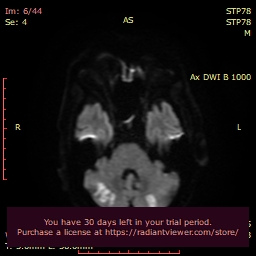 Im: 6/44
Se: 4
AS
STP78
STP78
M
Ax DWI B 1000
R
L
You have 30 days left in your trial period.
Purchase a license at https://radiantviewer.com/store/